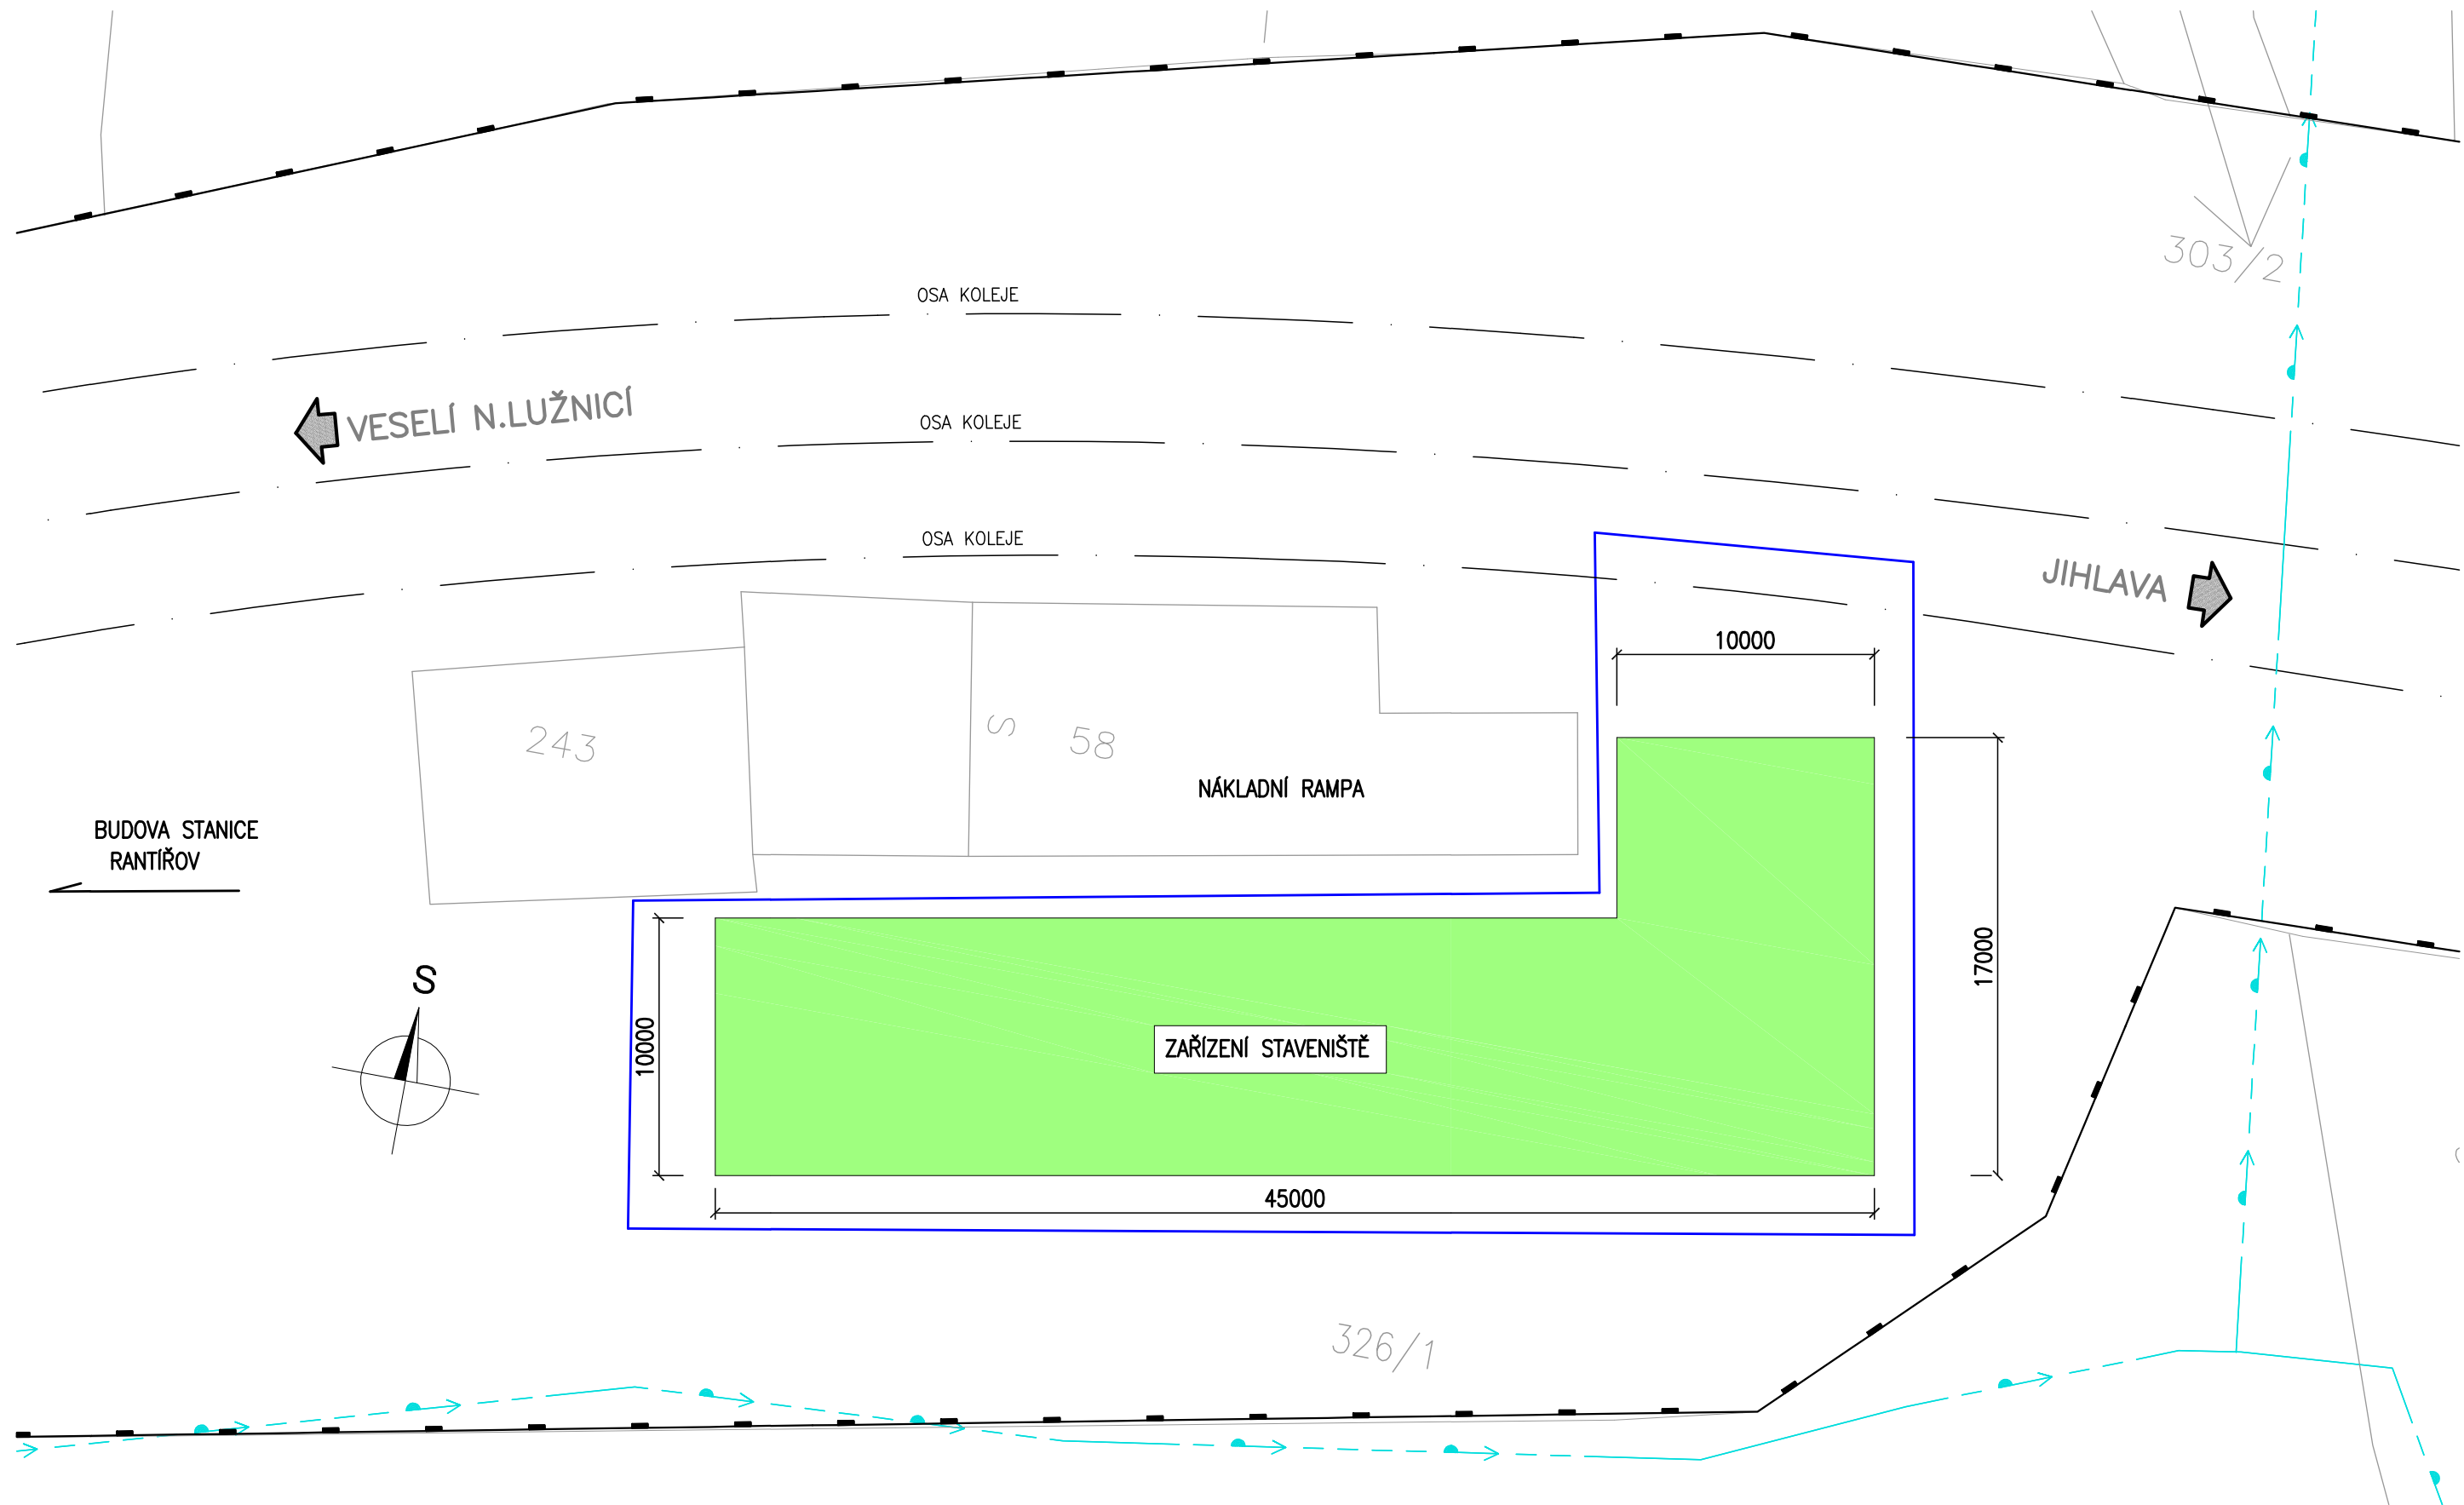 303/2
OSA KOLEJE
VESELÍ N.LUŽNICÍ
OSA KOLEJE
OSA KOLEJE
JIHLAVA
10000
243
S
58
NÁKLADNÍ RAMPA
BUDOVA STANICE
RANTÍŘOV
17000
S
10000
ZAŘÍZENÍ STAVENIŠTĚ
45000
326/1